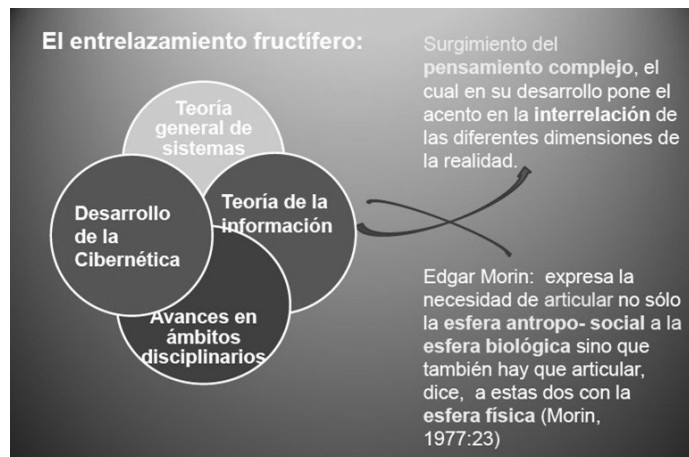 El entrelazamiento fructífero:
Teoría
general de
sistemas
Desarrollo
de la
Cibernética
Teoría de la
información
Avances en
ámbitos
disciplinarios
Surgimiento del
pensamiento complejo, el
cual en su desarrollo pone el
acento en la interrelación de
las diferentes dimensiones de
la realidad.
Edgar Morin: expresa la
necesidad de articular no sólo
la esfera antropo- social a la
esfera biológica sino que
también hay que articular,
dice, a estas dos con la
esfera física (Morin,
1977:23)